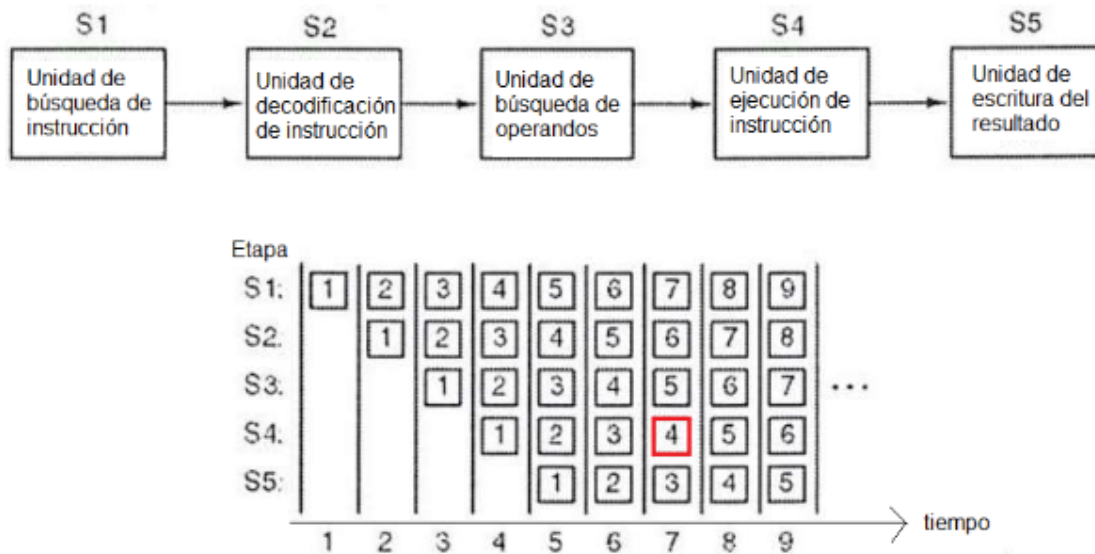 S1 S2 S3 S4 S5
Unidad de búsqueda de instrucción
Unidad de decodificación de instrucción
Unidad de búsqueda de operandos
Unidad de ejecución de instrucción
Unidad de escritura del resultado
Etapa
S1: 1 2 3 4 5 6 7 8 9
S2: 1 2 3 4 5 6 7 8
S3: 1 2 3 4 5 6 7 ...
S4: 1 2 3 4 5 6
S5: 1 2 3 4 5
tiempo
1 2 3 4 5 6 7 8 9